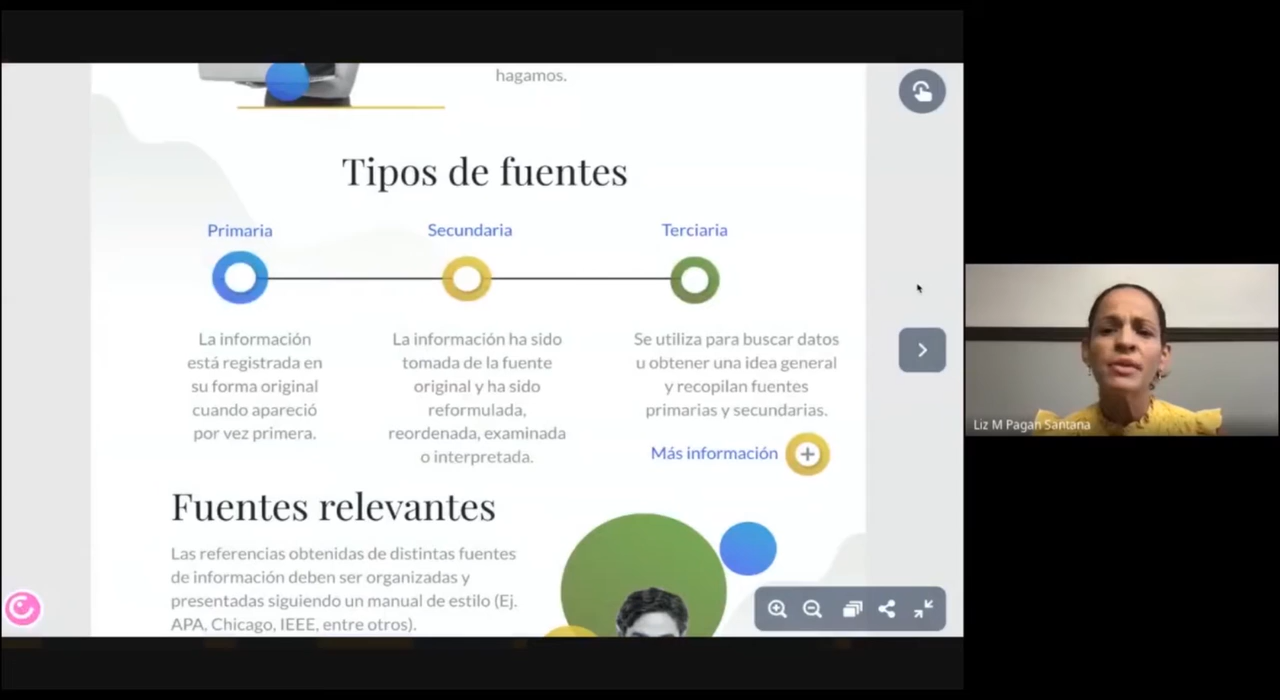 hagamos.
Tipos de fuentes
Primaria
Secundaria
Terciaria
La información
está registrada en
su forma original
cuando apareció
por vez primera.
La información ha sido
tomada de la fuente
original y ha sido
reformulada,
reordenada, examinada
o interpretada.
Se utiliza para buscar datos
u obtener una idea general
y recopilan fuentes
primarias y secundarias.
Más información
Fuentes relevantes
Las referencias obtenidas de distintas fuentes
de información deben ser organizadas y
presentadas siguiendo un manual de estilo (Ej.
APA, Chicago, IEEE, entre otros).
Liz M Pagan Santana